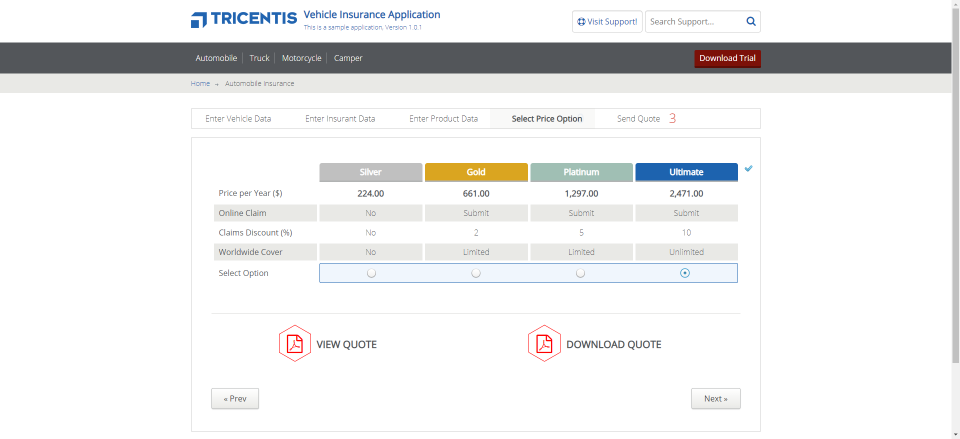 TRICENTIS Vehicle Insurance Application
This is a sample application. Version 1.0.1
Visit Support! Search Support...
Automobile Truck Motorcycle Camper Download Trial
Home → Automobile Insurance
Enter Vehicle Data Enter Insurant Data Enter Product Data Select Price Option Send Quote 3
Silver Gold Platinum Ultimate
Price per Year ($) 224.00 661.00 1,297.00 2,471.00
Online Claim No Submit Submit Submit
Claims Discount (%) No 2 5 10
Worldwide Cover No Limited Limited Unlimited
Select Option
VIEW QUOTE DOWNLOAD QUOTE
« Prev Next »